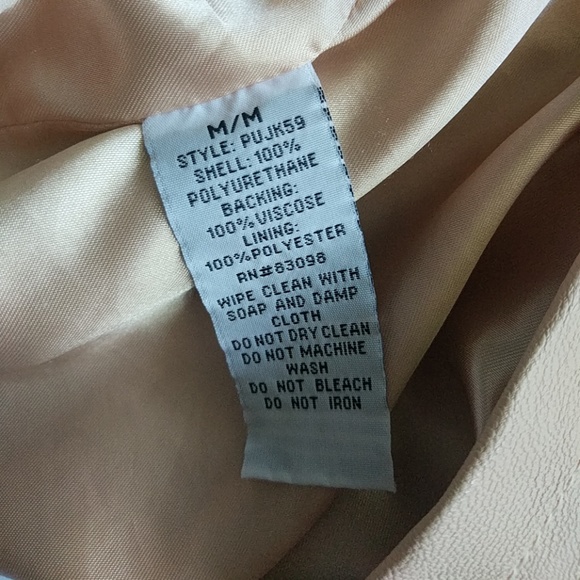 M/M
STYLE: PUJK59
SHELL: 100%
POLYURETHANE
BACKING:
100%VISCOSE
LINING:
100%POLYESTER
RN#83098
WIPE CLEAN WITH
SOAP AND DAMP
CLOTH
DO NOT DRY CLEAN
DO NOT MACHINE
WASH
DO NOT BLEACH
DO NOT IRON